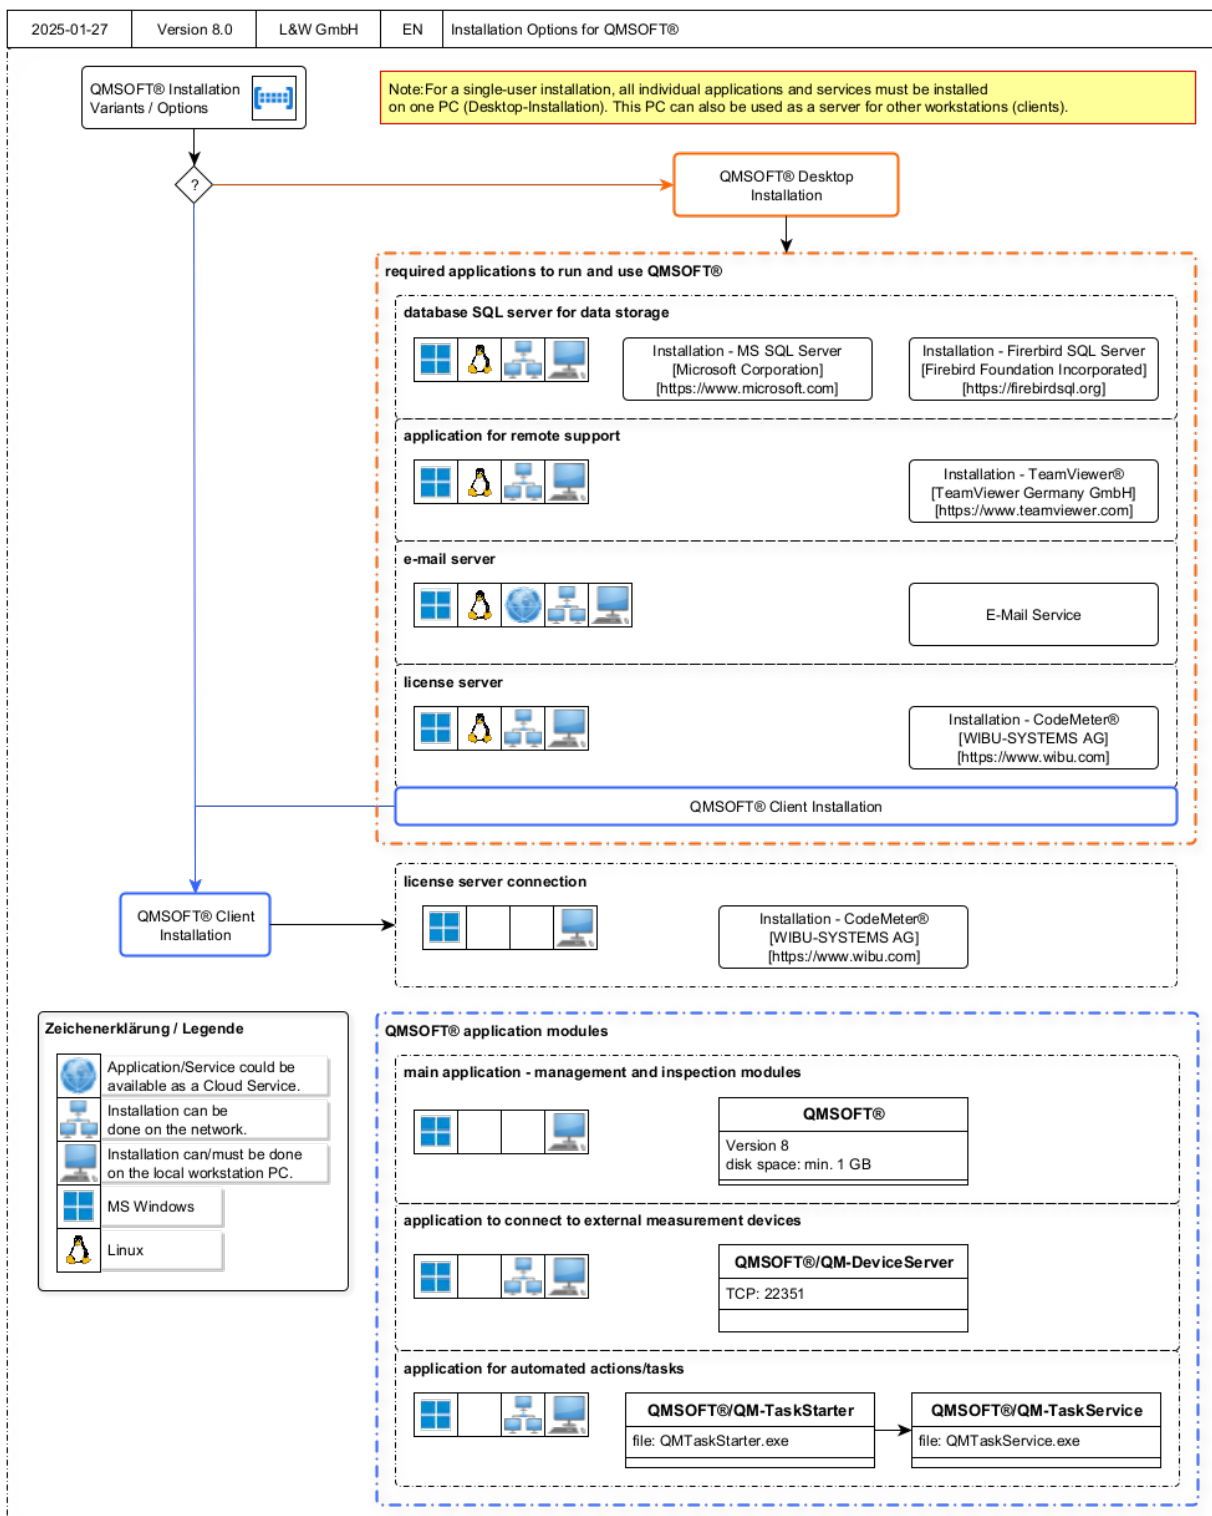 2025-01-27 Version 8.0 L&W GmbH EN Installation Options for QMSOFT®
QMSOFT® Installation
Variants / Options
Note:For a single-user installation, all individual applications and services must be installed
on one PC (Desktop-Installation). This PC can also be used as a server for other workstations (clients).
?
QMSOFT® Desktop
Installation
required applications to run and use QMSOFT®
database SQL server for data storage
Installation - MS SQL Server
[Microsoft Corporation]
[https://www.microsoft.com]
Installation - Firerbird SQL Server
[Firebird Foundation Incorporated]
[https://firebirdsql.org]
application for remote support
Installation - TeamViewer®
[TeamViewer Germany GmbH]
[https://www.teamviewer.com]
e-mail server
E-Mail Service
license server
Installation - CodeMeter®
[WIBU-SYSTEMS AG]
[https://www.wibu.com]
QMSOFT® Client Installation
QMSOFT® Client
Installation
license server connection
Installation - CodeMeter®
[WIBU-SYSTEMS AG]
[https://www.wibu.com]
Zeichenerklärung / Legende
Application/Service could be
available as a Cloud Service.
Installation can be
done on the network.
Installation can/must be done
on the local workstation PC.
MS Windows
Linux
QMSOFT® application modules
main application - management and inspection modules
QMSOFT®
Version 8
disk space: min. 1 GB
application to connect to external measurement devices
QMSOFT®/QM-DeviceServer
TCP: 22351
application for automated actions/tasks
QMSOFT®/QM-TaskStarter
file: QMTaskStarter.exe
QMSOFT®/QM-TaskService
file: QMTaskService.exe